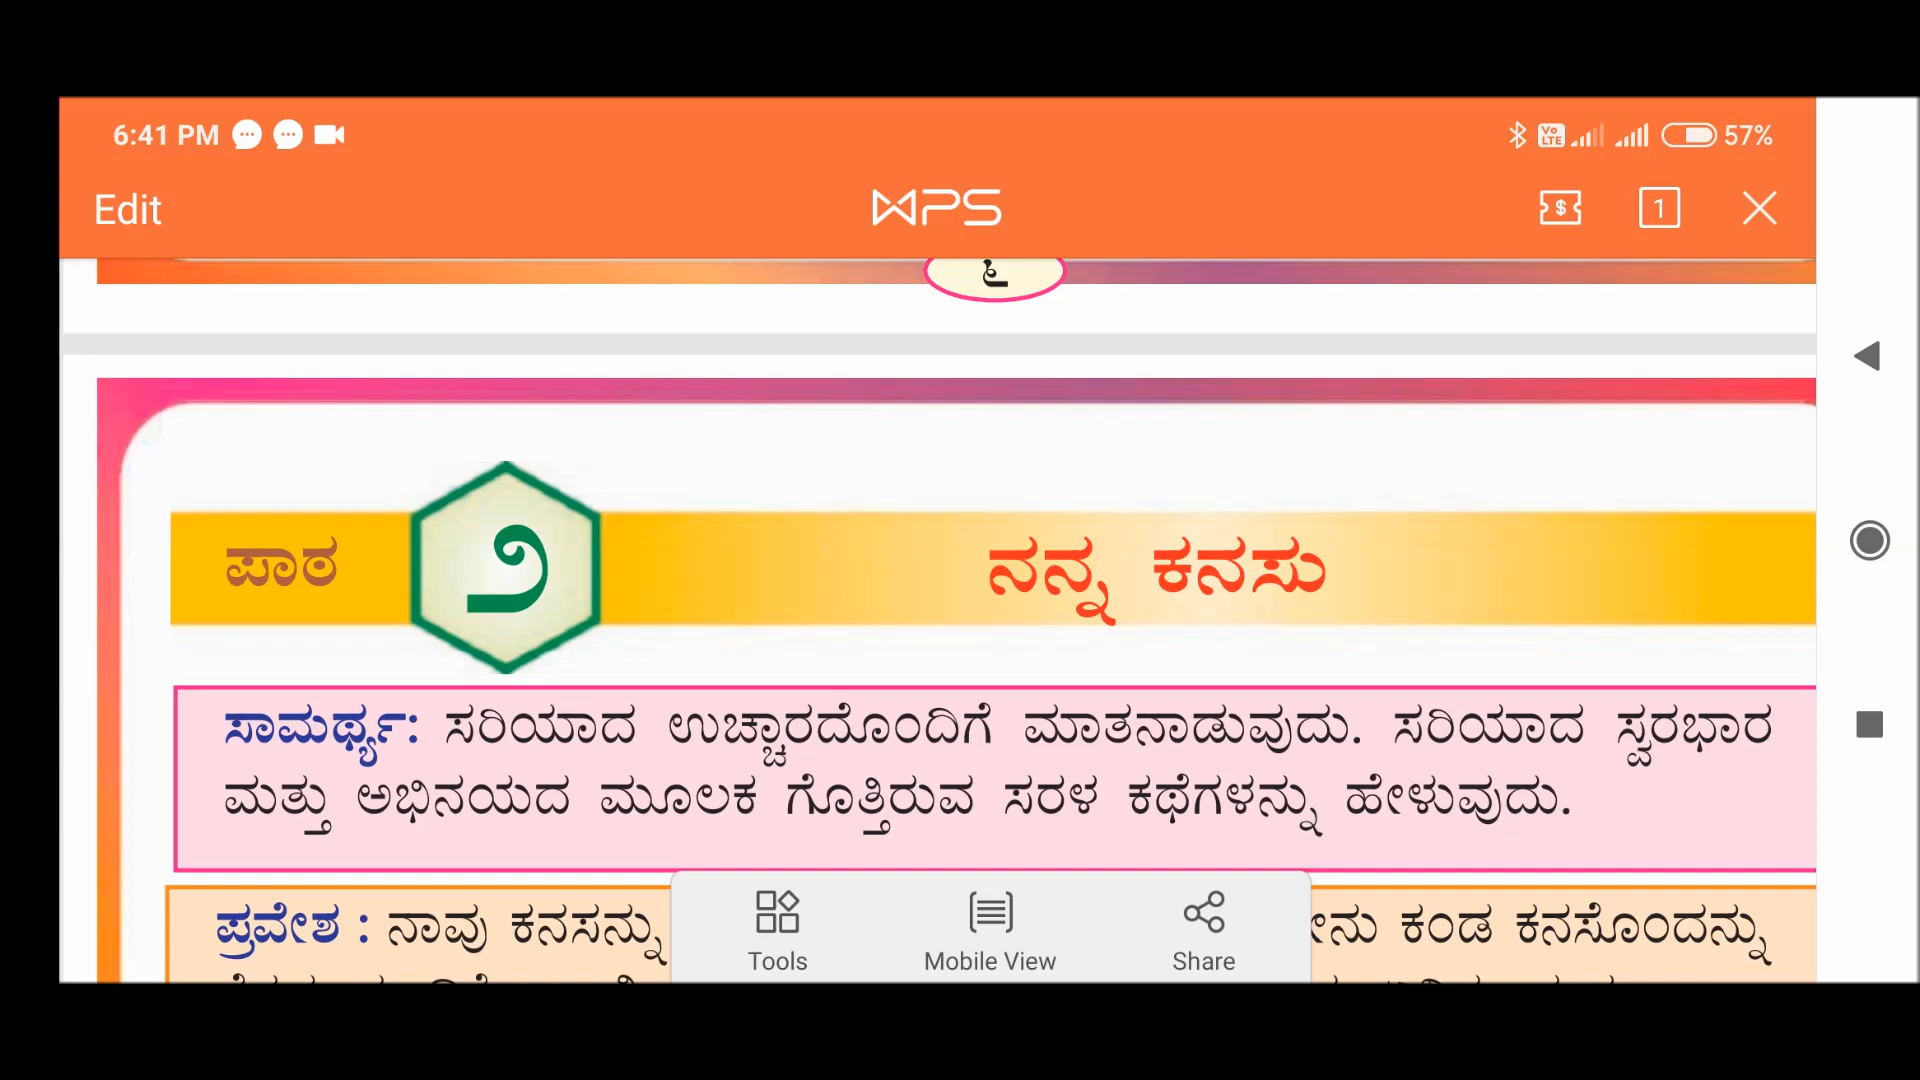 6:41 PM 57%
Edit WPS 1
ಪಾಠ ೨ ನನ್ನ ಕನಸು
ಸಾಮರ್ಥ್ಯ: ಸರಿಯಾದ ಉಚ್ಚಾರದೊಂದಿಗೆ ಮಾತನಾಡುವುದು. ಸರಿಯಾದ ಸ್ವರಭಾರ
ಮತ್ತು ಅಭಿನಯದ ಮೂಲಕ ಗೊತ್ತಿರುವ ಸರಳ ಕಥೆಗಳನ್ನು ಹೇಳುವುದು.
ಪ್ರವೇಶ : ನಾವು ಕನಸನ್ನು ಕಂಡ ಕನಸೊಂದನ್ನು
Tools Mobile View Share